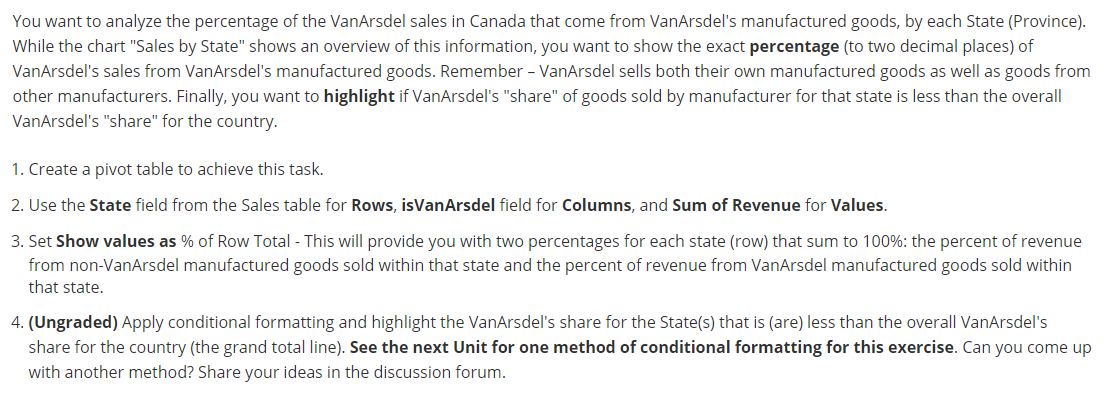 You want to analyze the percentage of the VanArsdel sales in Canada that come from VanArsdel's manufactured goods, by each State (Province).
While the chart "Sales by State" shows an overview of this information, you want to show the exact percentage (to two decimal places) of
VanArsdel's sales from VanArsdel's manufactured goods. Remember – VanArsdel sells both their own manufactured goods as well as goods from
other manufacturers. Finally, you want to highlight if VanArsdel's "share" of goods sold by manufacturer for that state is less than the overall
VanArsdel's "share" for the country.
1. Create a pivot table to achieve this task.
2. Use the State field from the Sales table for Rows, isVanArsdel field for Columns, and Sum of Revenue for Values.
3. Set Show values as % of Row Total - This will provide you with two percentages for each state (row) that sum to 100%: the percent of revenue
from non-VanArsdel manufactured goods sold within that state and the percent of revenue from VanArsdel manufactured goods sold within
that state.
4. (Ungraded) Apply conditional formatting and highlight the VanArsdel's share for the State(s) that is (are) less than the overall VanArsdel's
share for the country (the grand total line). See the next Unit for one method of conditional formatting for this exercise. Can you come up
with another method? Share your ideas in the discussion forum.